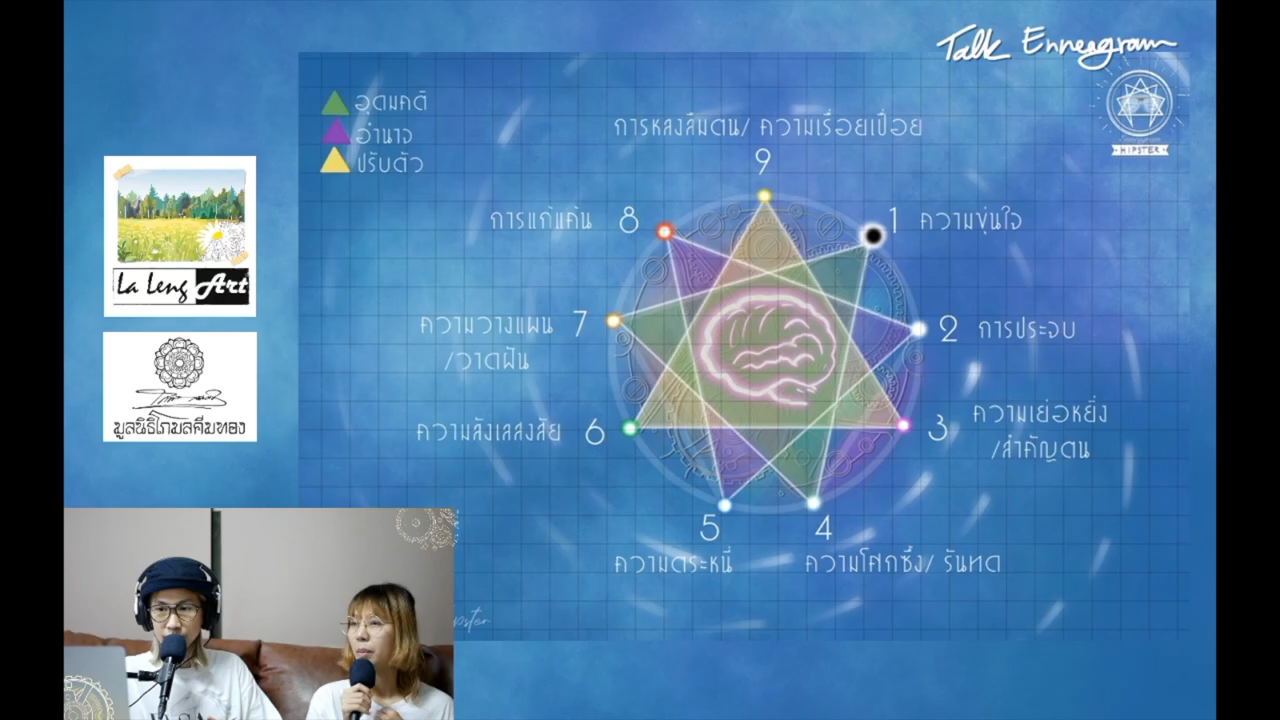 Talk Enneagram
HIPSTER
อุดมคติ
อำนาจ
ปรับตัว
การหลงลืมตน/ ความเรื่อยเปื่อย
9
การแก้แค้น 8
1 ความขุ่นใจ
ความวางแผน 7
/วาดฝัน
2 การประจบ
ความลังเลสงสัย 6
3 ความเย่อหยิ่ง
/สำคัญตน
5
ความตระหนี่
4
ความโศกซึ้ง/ รันทด
La Leng Art
มูลนิธิโกมลคีมทอง